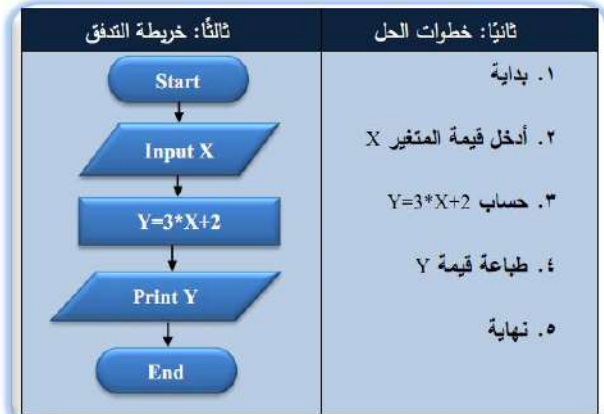 ثانيًا: خطوات الحل
١. بداية
٢. أدخل قيمة المتغير X
٣. حساب Y=3*X+2
٤. طباعة قيمة Y
٥. نهاية
ثالثًا: خريطة التدفق
Start
Input X
Y=3*X+2
Print Y
End